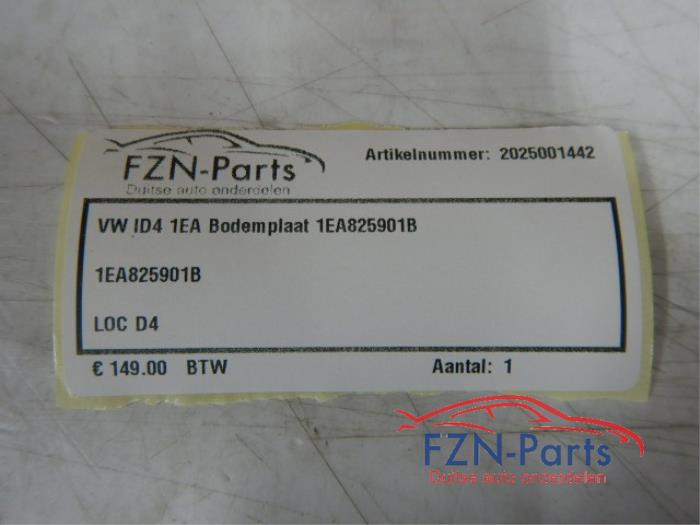 FZN-Parts
Duitse auto onderdelen
Artikelnummer: 2025001442
VW ID4 1EA Bodemplaat 1EA825901B
1EA825901B
LOC D4
€ 149.00 BTW
Aantal: 1
FZN-Parts
Duitse auto onderdelen